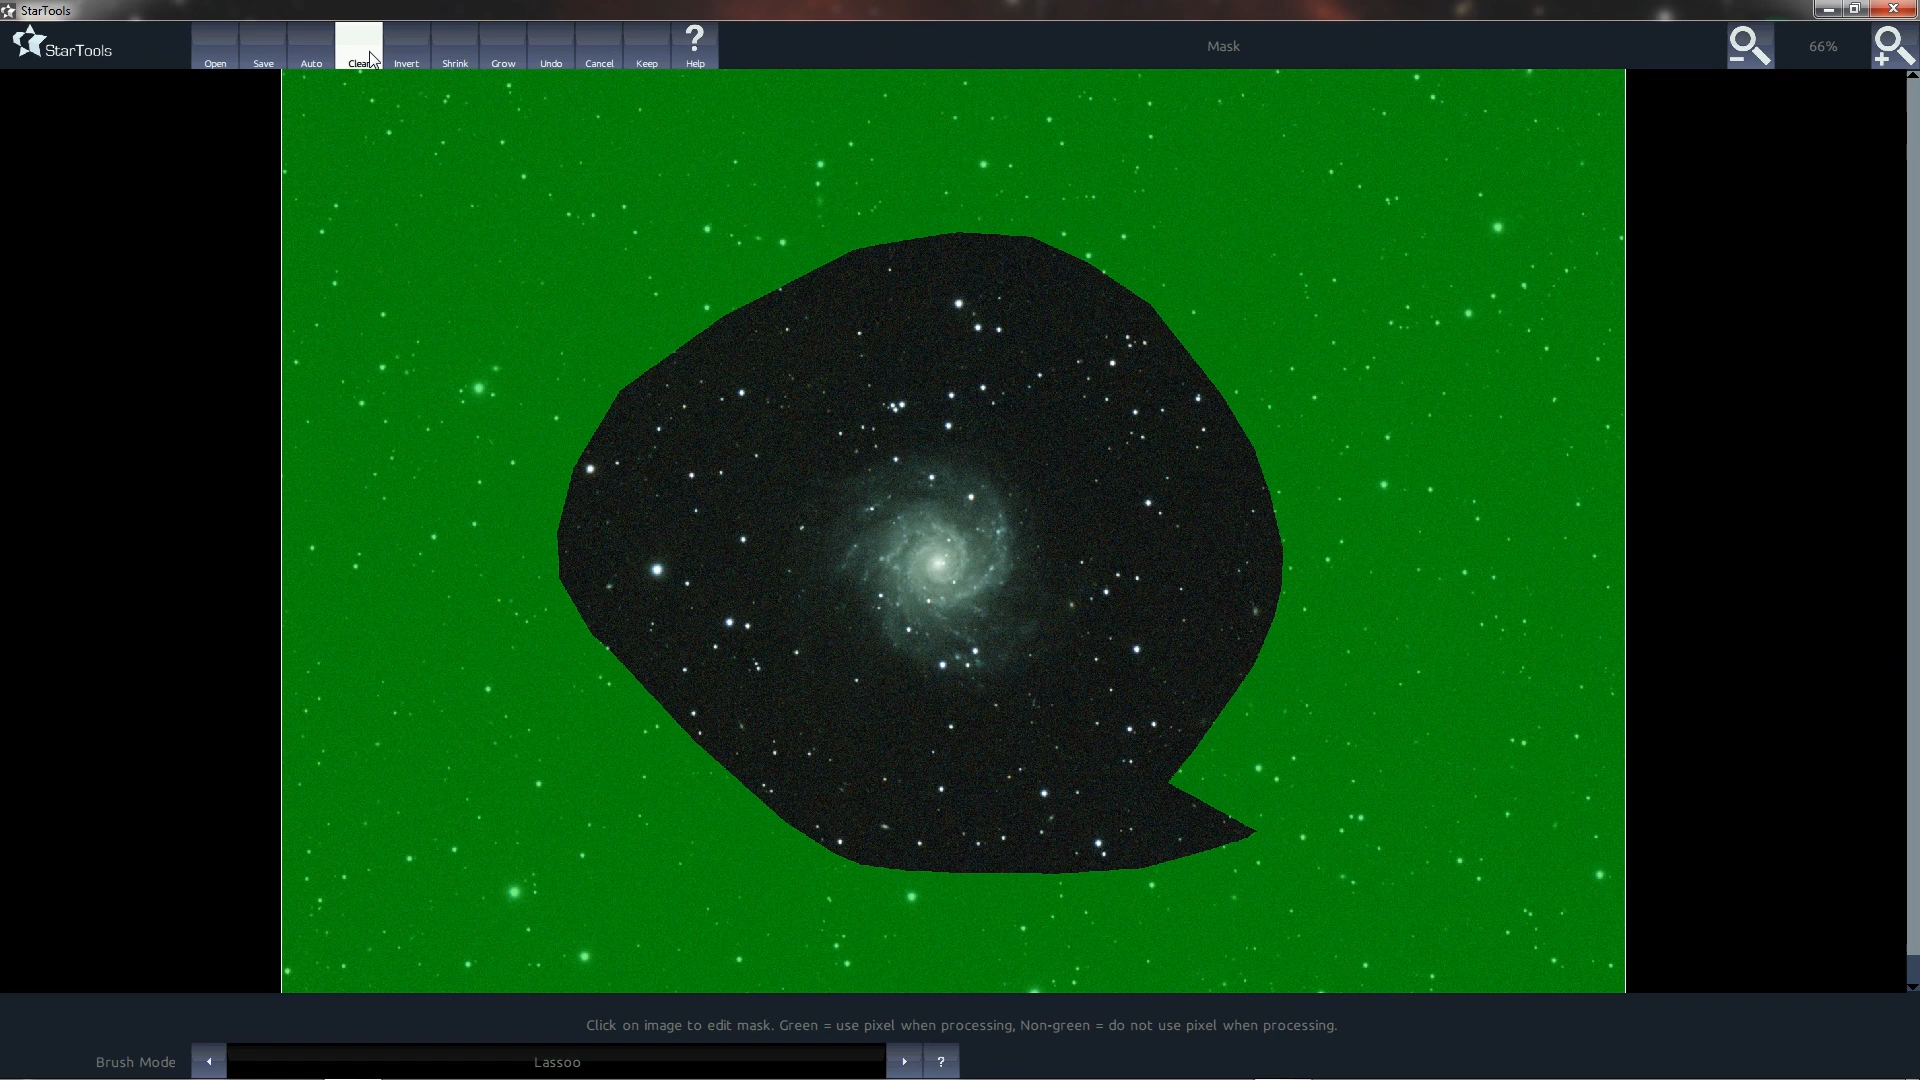 StarTools
StarTools
Open Save Auto Clear Invert Shrink Grow Undo Cancel Keep ? Help
Mask
66%
Click on image to edit mask. Green = use pixel when processing, Non-green = do not use pixel when processing.
Brush Mode Lassoo ?